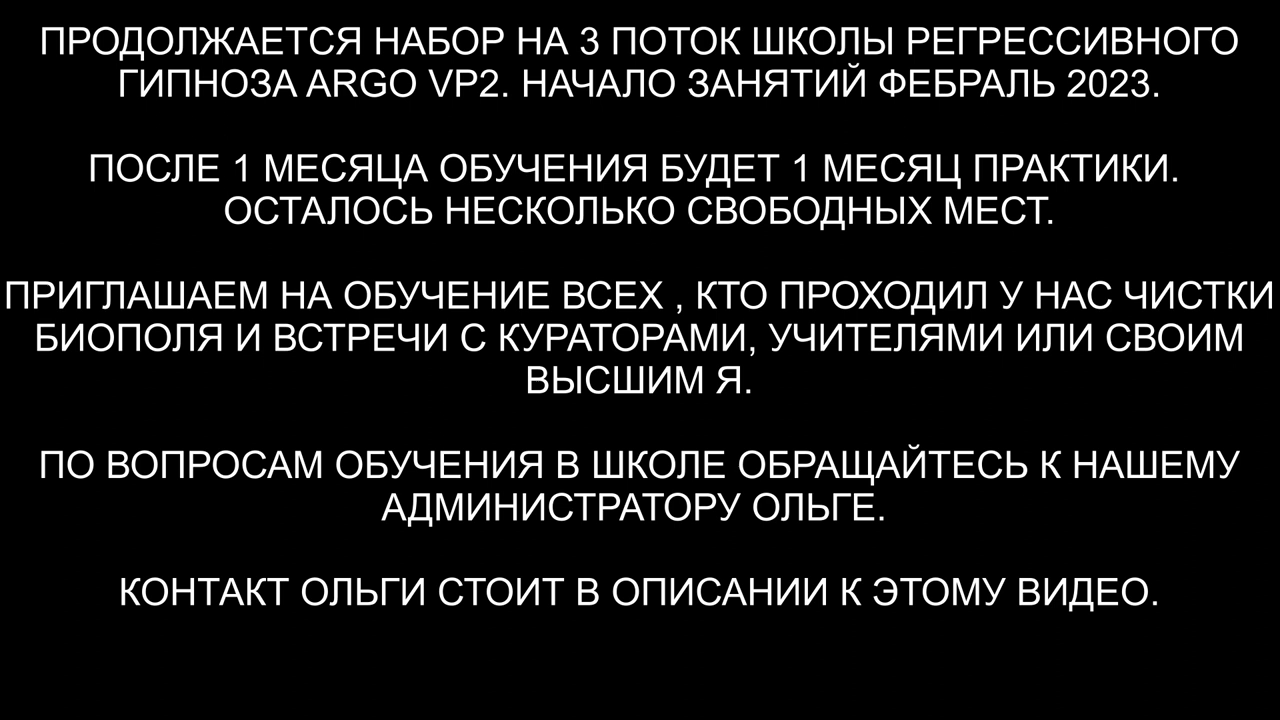 ПРОДОЛЖАЕТСЯ НАБОР НА 3 ПОТОК ШКОЛЫ РЕГРЕССИВНОГО
ГИПНОЗА ARGO VP2. НАЧАЛО ЗАНЯТИЙ ФЕБРАЛЬ 2023.
ПОСЛЕ 1 МЕСЯЦА ОБУЧЕНИЯ БУДЕТ 1 МЕСЯЦ ПРАКТИКИ.
ОСТАЛОСЬ НЕСКОЛЬКО СВОБОДНЫХ МЕСТ.
ПРИГЛАШАЕМ НА ОБУЧЕНИЕ ВСЕХ , КТО ПРОХОДИЛ У НАС ЧИСТКИ
БИОПОЛЯ И ВСТРЕЧИ С КУРАТОРАМИ, УЧИТЕЛЯМИ ИЛИ СВОИМ
ВЫСШИМ Я.
ПО ВОПРОСАМ ОБУЧЕНИЯ В ШКОЛЕ ОБРАЩАЙТЕСЬ К НАШЕМУ
АДМИНИСТРАТОРУ ОЛЬГЕ.
КОНТАКТ ОЛЬГИ СТОИТ В ОПИСАНИИ К ЭТОМУ ВИДЕО.